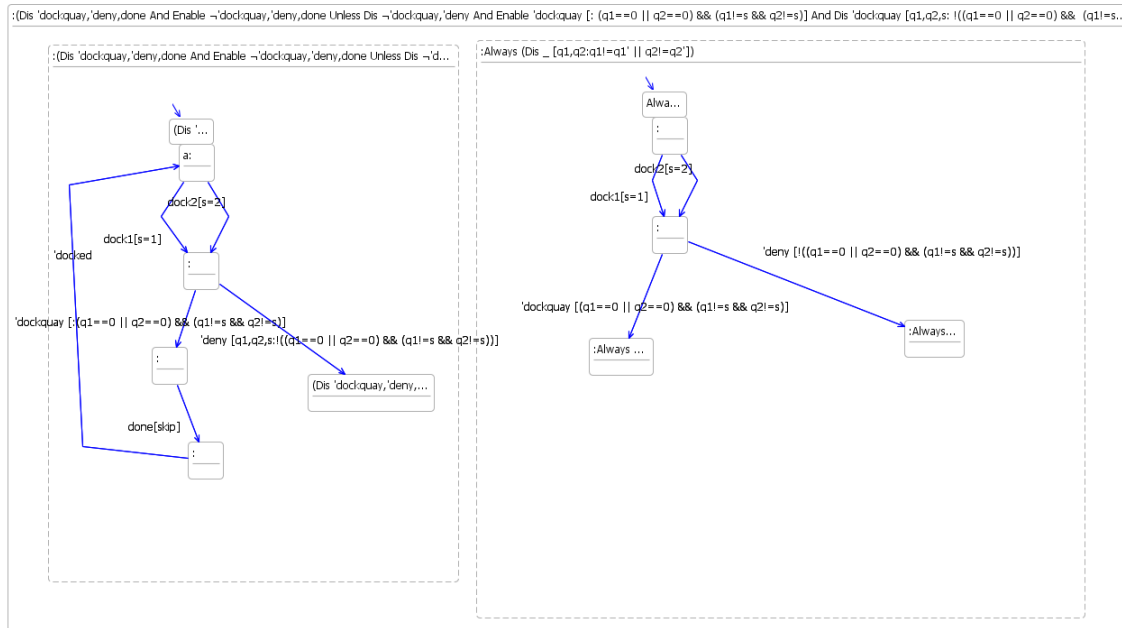 :(Dis 'dockquay,'deny,done And Enable ¬'dockquay,'deny,done Unless Dis ¬'dockquay,'deny And Enable 'dockquay [: (q1==0 || q2==0) && (q1!=s && q2!=s)] And Dis 'dockquay [q1,q2,s: !((q1==0 || q2==0) && (q1!=s...
:(Dis 'dockquay,'deny,done And Enable ¬'dockquay,'deny,done Unless Dis ¬'d...
(Dis '...
a:
dock2[s=2]
dock1[s=1]
'docked
:
'dockquay [:(q1==0 || q2==0) && (q1!=s && q2!=s)]
'deny [q1,q2,s:!((q1==0 || q2==0) && (q1!=s && q2!=s))]
:
(Dis 'dockquay,'deny,...
done[skip]
:
:Always (Dis _ [q1,q2:q1!=q1' || q2!=q2'])
Alwa...
:
dock2[s=2]
dock1[s=1]
:
'deny [!((q1==0 || q2==0) && (q1!=s && q2!=s))]
'dockquay [(q1==0 || q2==0) && (q1!=s && q2!=s)]
:Always...
:Always ...